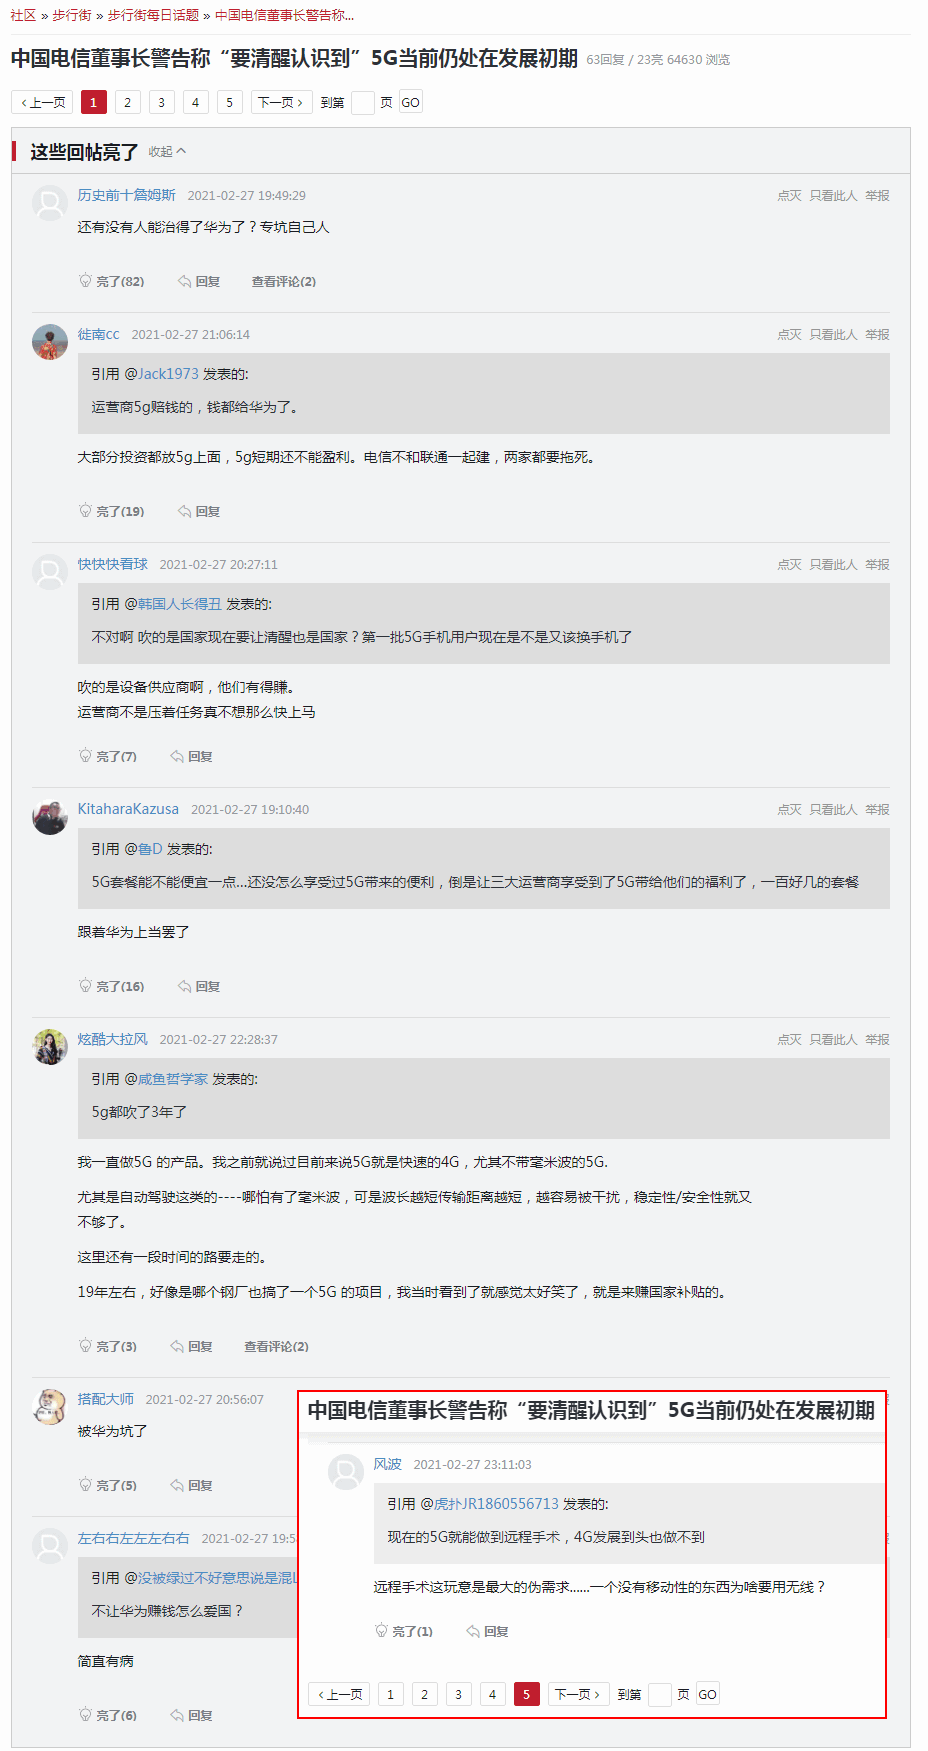 社区 » 步行街 » 步行街每日话题 » 中国电信董事长警告称...
中国电信董事长警告称“要清醒认识到”5G当前仍处在发展初期 63回复 / 23亮 64630 浏览
‹ 上一页 1 2 3 4 5 下一页 › 到第 页 GO
这些回帖亮了 收起
历史前十詹姆斯 2021-02-27 19:49:29 点灭 只看此人 举报
还有没有人能治得了华为了？专坑自己人
亮了(82) 回复 查看评论(2)
徙南cc 2021-02-27 21:06:14 点灭 只看此人 举报
引用 @Jack1973 发表的:
运营商5g赔钱的，钱都给华为了。
大部分投资都放5g上面，5g短期还不能盈利。电信不和联通一起建，两家都要拖死。
亮了(19) 回复
快快快看球 2021-02-27 20:27:11 点灭 只看此人 举报
引用 @韩国人长得丑 发表的:
不对啊 吹的是国家现在要让清醒也是国家？第一批5G手机用户现在是不是又该换手机了
吹的是设备供应商啊，他们有得賺。
运营商不是压着任务真不想那么快上马
亮了(7) 回复
KitaharaKazusa 2021-02-27 19:10:40 点灭 只看此人 举报
引用 @鲁D 发表的:
5G套餐能不能便宜一点...还没怎么享受过5G带来的便利，倒是让三大运营商享受到了5G带给他们的福利了，一百好几的套餐
跟着华为上当罢了
亮了(16) 回复
炫酷大拉风 2021-02-27 22:28:37 点灭 只看此人 举报
引用 @咸鱼哲学家 发表的:
5g都吹了3年了
我一直做5G 的产品。我之前就说过目前来说5G就是快速的4G，尤其不带毫米波的5G.
尤其是自动驾驶这类的----哪怕有了毫米波，可是波长越短传输距离越短，越容易被干扰，稳定性/安全性就又
不够了。
这里还有一段时间的路要走的。
19年左右，好像是哪个钢厂也搞了一个5G 的项目，我当时看到了就感觉太好笑了，就是来赚国家补贴的。
亮了(3) 回复 查看评论(2)
搭配大师 2021-02-27 20:56:07
被华为坑了
亮了(5) 回复
左右右左左左右右 2021-02-27 19:5
引用 @没被绿过不好意思说是混
不让华为赚钱怎么爱国？
简直有病
亮了(6) 回复
中国电信董事长警告称“要清醒认识到”5G当前仍处在发展初期
风波 2021-02-27 23:11:03
引用 @虎扑JR1860556713 发表的:
现在的5G就能做到远程手术，4G发展到头也做不到
远程手术这玩意是最大的伪需求......一个没有移动性的东西为啥要用无线？
亮了(1) 回复
‹ 上一页 1 2 3 4 5 下一页 › 到第 页 GO